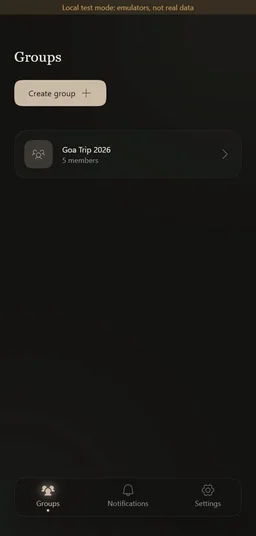 Local test mode: emulators, not real data
Groups
Create group
Goa Trip 2026
5 members
Groups
Notifications
Settings